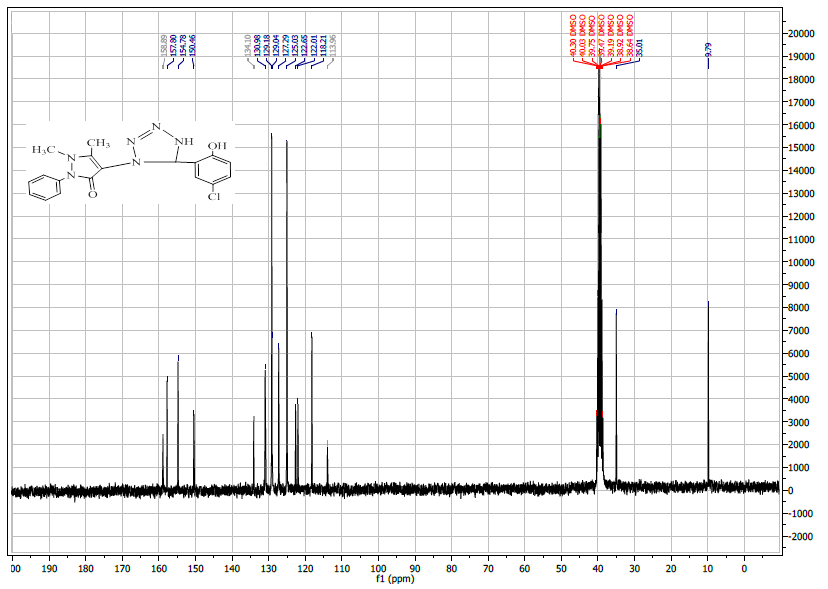 158.89
157.80
154.78
150.46
134.10
130.98
129.18
129.04
127.29
125.03
122.65
122.01
118.21
113.96
40.30 DMSO
40.03 DMSO
39.75 DMSO
39.47 DMSO
39.19 DMSO
38.92 DMSO
38.64 DMSO
35.01
9.79
20000
19000
18000
17000
16000
15000
14000
13000
12000
11000
10000
9000
8000
7000
6000
5000
4000
3000
2000
1000
0
-1000
-2000
N
N
NH
OH
H₃C
CH₃
N
N
N
N
O
Cl
00 190 180 170 160 150 140 130 120 110 100 90 80 70 60 50 40 30 20 10 0
f1 (ppm)